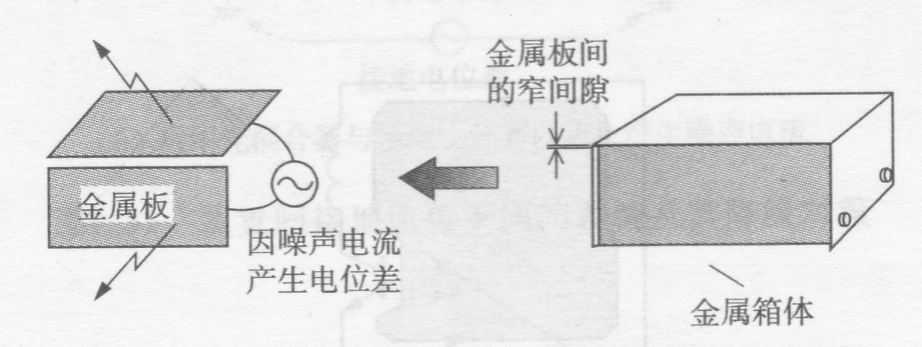 金属板间
的窄间隙
金属板
因噪声电流
产生电位差
金属箱体